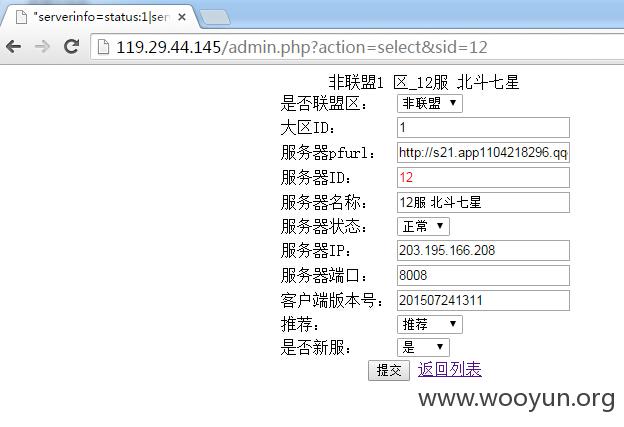 "serverinfo=status:1|ser
119.29.44.145/admin.php?action=select&sid=12
非联盟1 区_12服 北斗七星
是否联盟区： 非联盟
大区ID： 1
服务器pfurl： http://s21.app1104218296.qq
服务器ID： 12
服务器名称： 12服 北斗七星
服务器状态： 正常
服务器IP： 203.195.166.208
服务器端口： 8008
客户端版本号： 201507241311
推荐： 推荐
是否新服： 是
提交 返回列表
www.wooyun.org